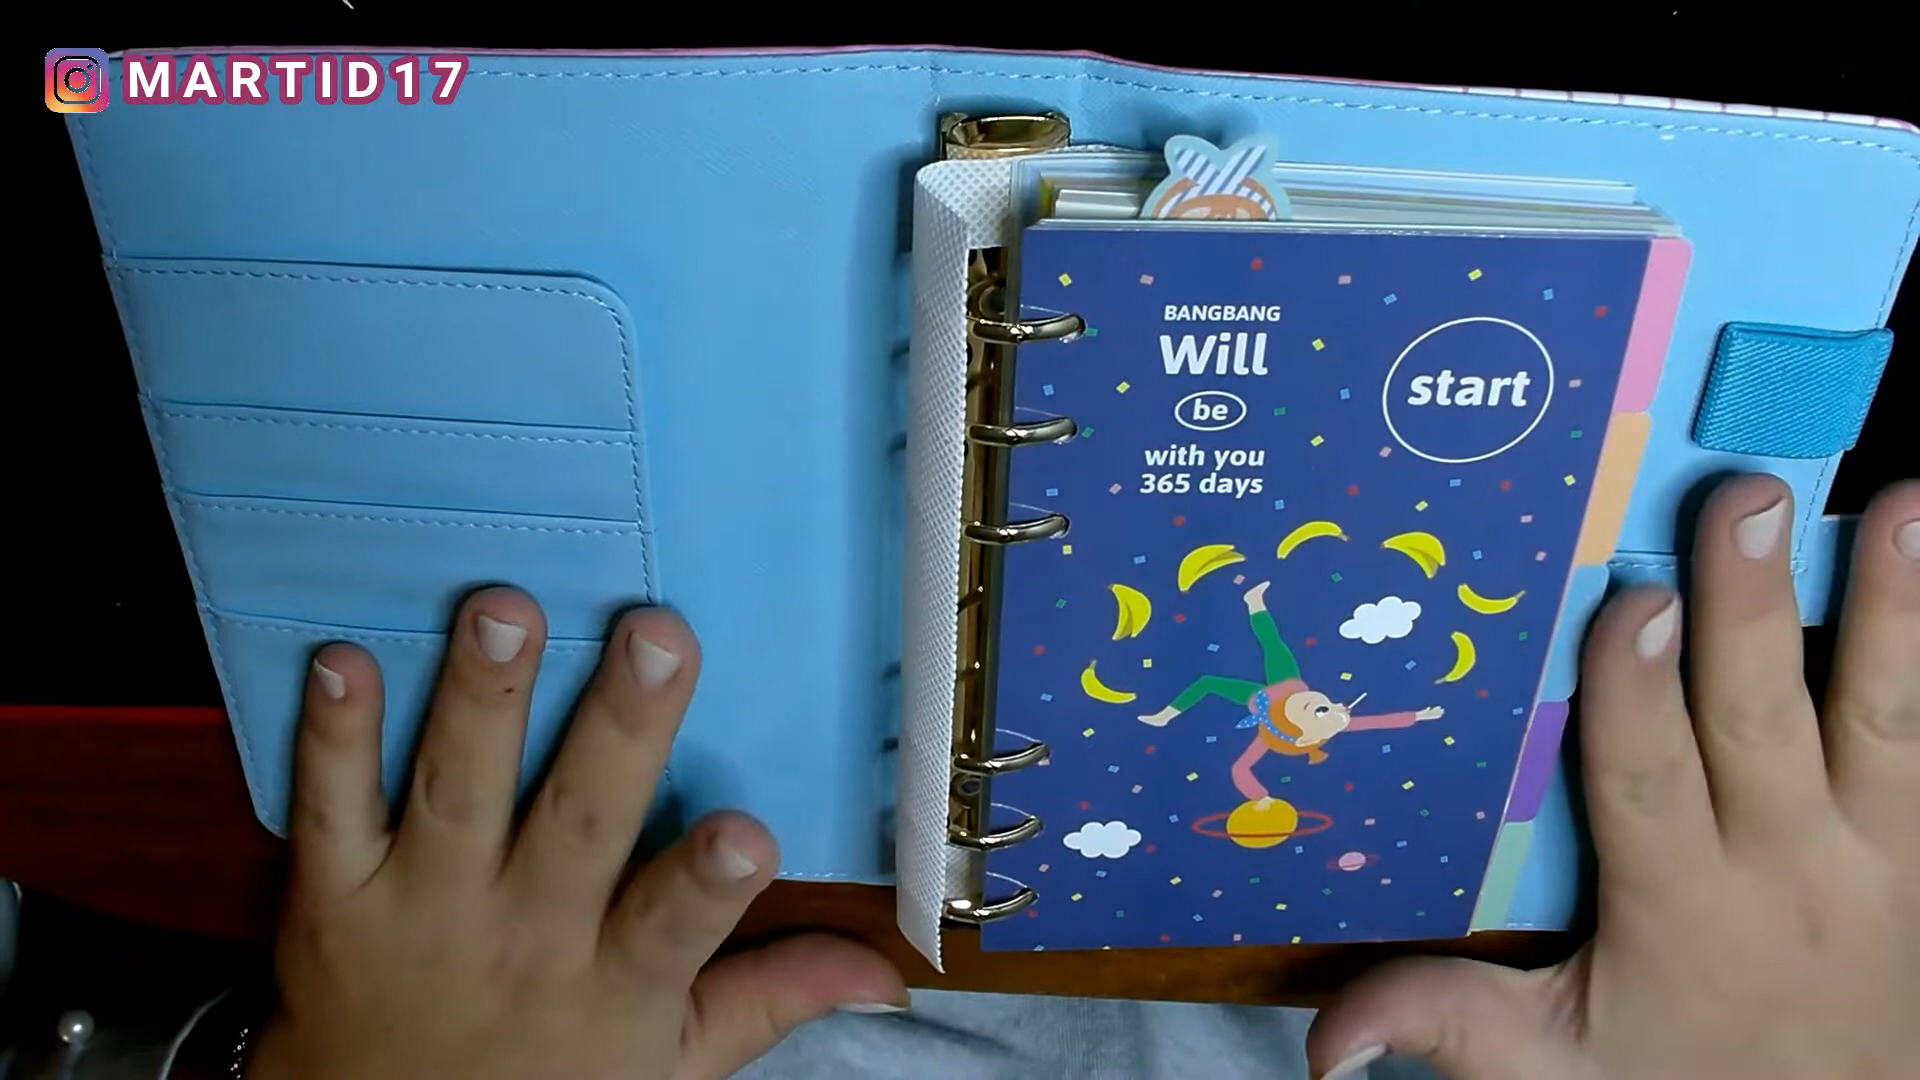 MARTID17
BANGBANG
Will
be
with you
365 days
start